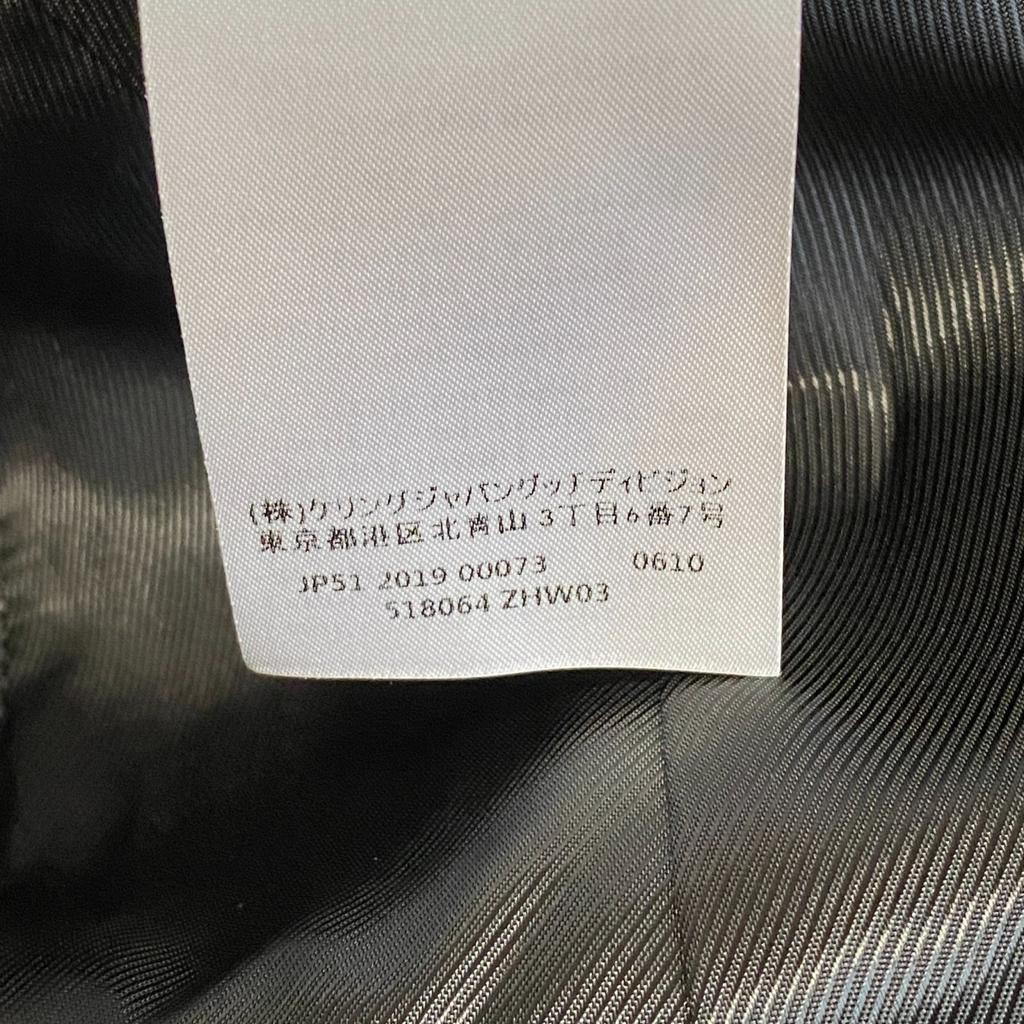 (株)ケリングジャパングッチディビジョン
東京都港区北青山3丁目6番7号
JP51 2019 00073 0610
518064 ZHW03